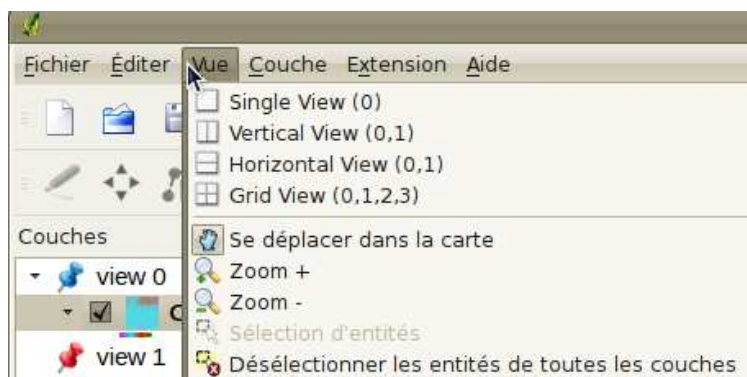 Fichier Éditer Vue Couche Extension Aide
Single View (0)
Vertical View (0,1)
Horizontal View (0,1)
Grid View (0,1,2,3)
Couches
Se déplacer dans la carte
view 0
Zoom +
C
Zoom -
Sélection d'entités
view 1
Désélectionner les entités de toutes les couches